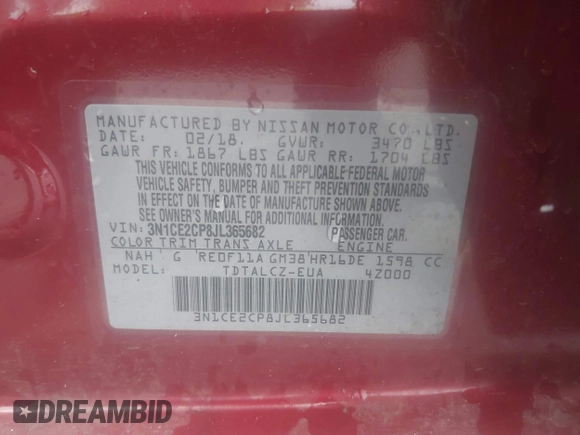 MANUFACTURED BY NISSAN MOTOR CO., LTD.
DATE: 02/18. GVWR: 3470 LBS
GAWR FR: 1867 LBS GAWR RR: 1704 LBS
THIS VEHICLE CONFORMS TO ALL APPLICABLE FEDERAL MOTOR
VEHICLE SAFETY, BUMPER AND THEFT PREVENTION STANDARDS
IN EFFECT ON THE DATE OF MANUFACTURE SHOWN ABOVE.
SEE OWNER'S MANUAL FOR ADDITIONAL INFORMATION.
VIN: 3N1CE2CP8JL365682 PASSENGER CAR.
COLOR TRIM TRANS AXLE ENGINE
NAH G RE0F11A GM38 HR16DE 1598 CC
MODEL: TDTALCZ-EUA 4Z000
3N1CE2CP8JL365682
DREAMBID